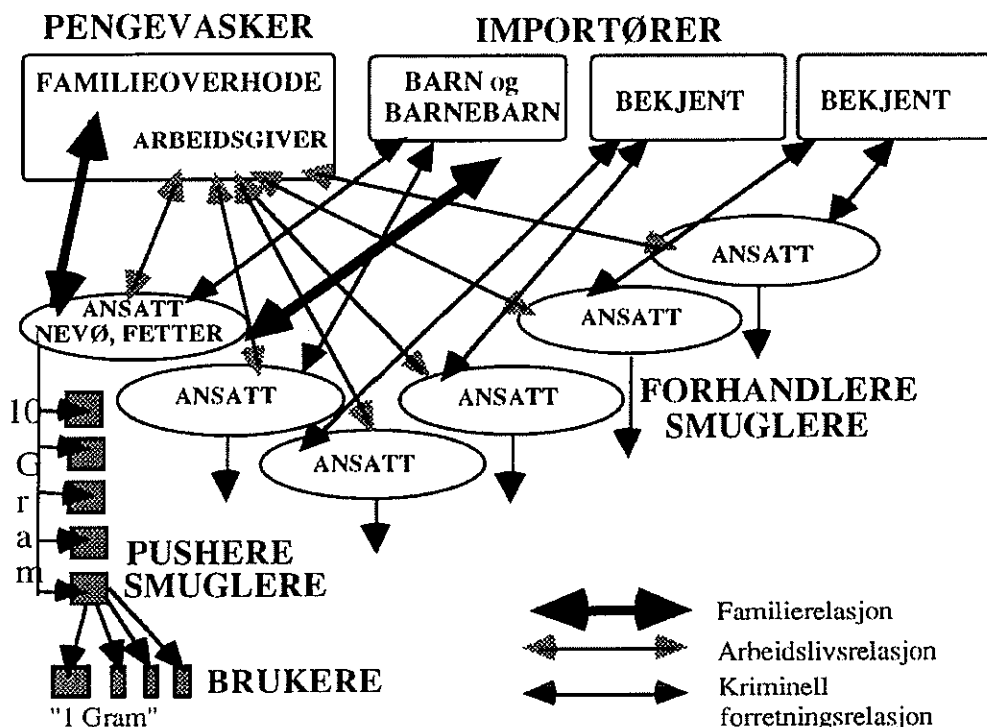 PENGEVASKER
IMPORTØRER
FAMILIEOVERHODE
ARBEIDSGIVER
BARN og
BARNEBARN
BEKJENT
BEKJENT
ANSATT
ANSATT
ANSATT
NEVØ, FETTER
ANSATT
ANSATT
ANSATT
FORHANDLERE
SMUGLERE
10
G
r
a
m
PUSHERE
SMUGLERE
BRUKERE
"1 Gram"
Familierelasjon
Arbeidslivsrelasjon
Kriminell
forretningsrelasjon